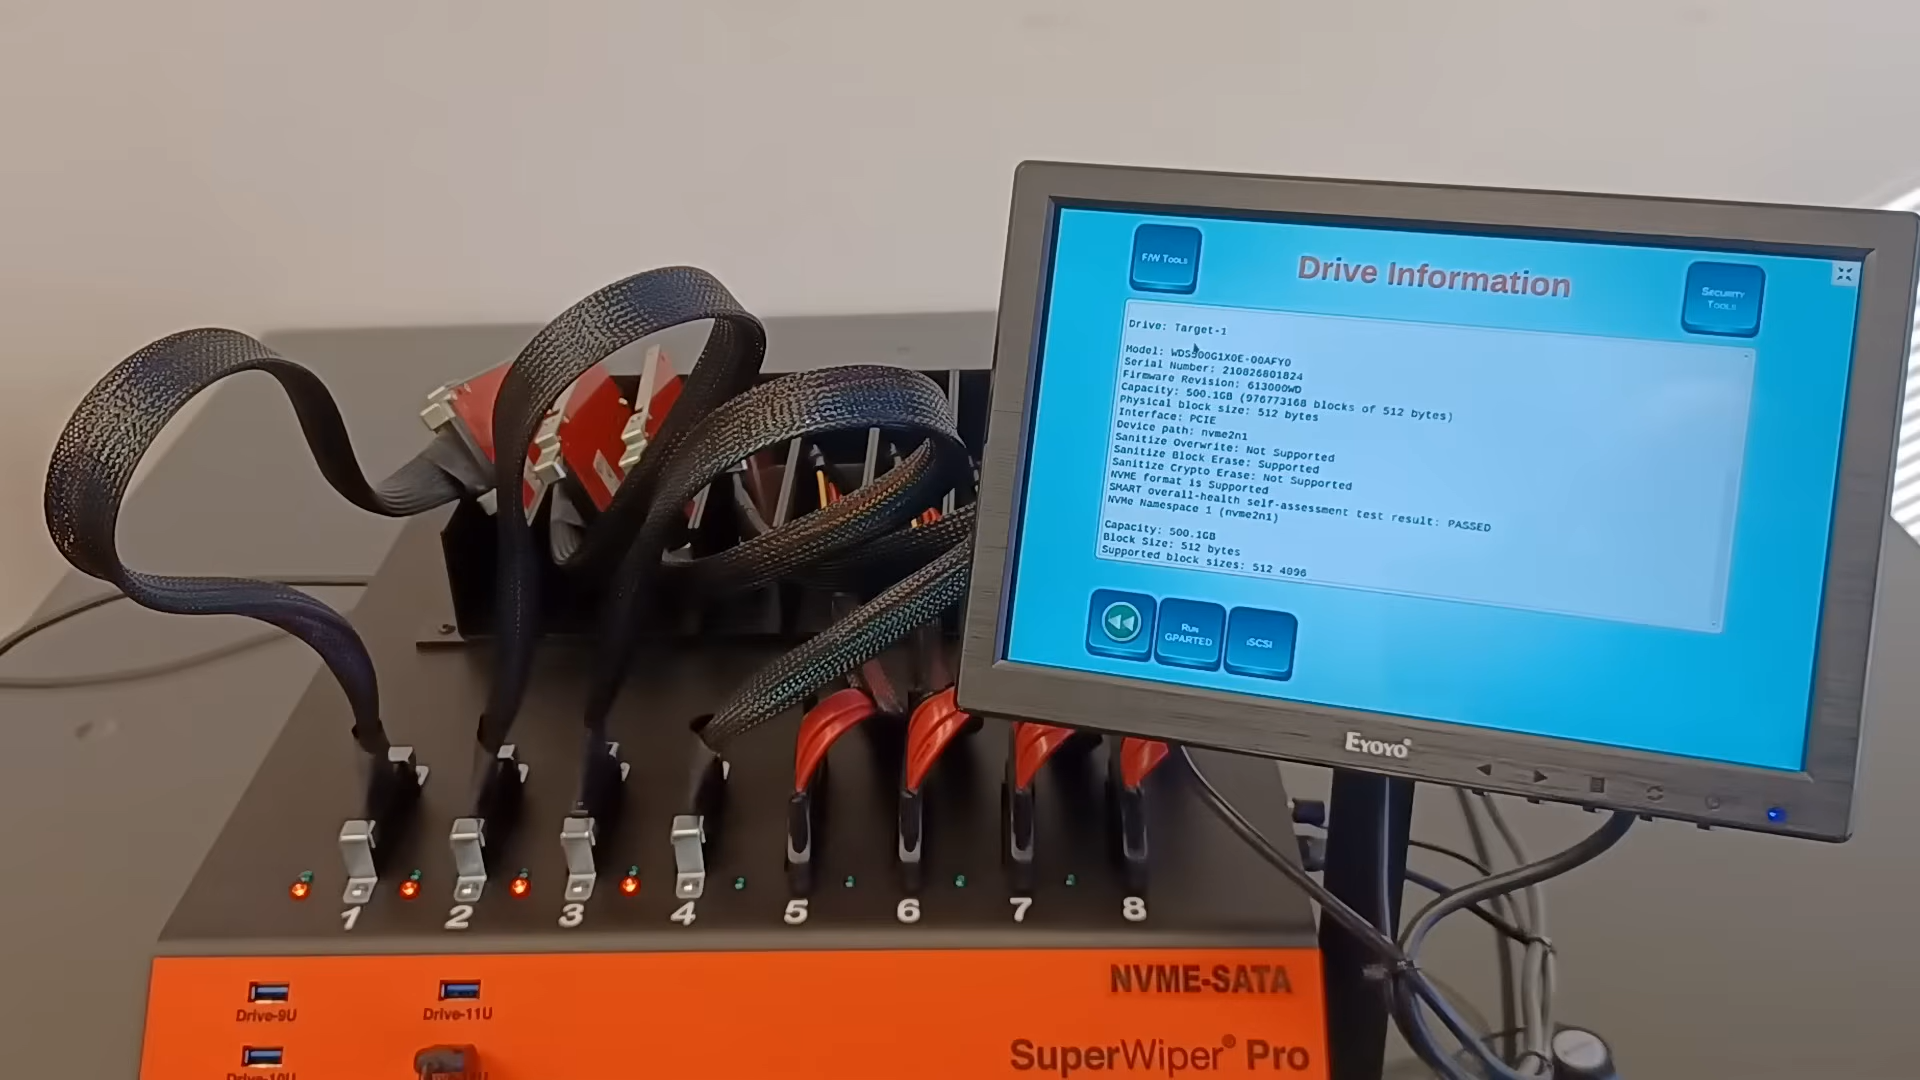 F/W TOOLS
Drive Information
SECURITY TOOLS
Drive: Target-1
Model: WDS500G1X0E-00AFY0
Serial Number: 210826801824
Firmware Revision: 613000WD
Capacity: 500.1GB (976773168 blocks of 512 bytes)
Physical block size: 512 bytes
Interface: PCIE
Device path: nvme2n1
Sanitize Overwrite: Not Supported
Sanitize Block Erase: Supported
Sanitize Crypto Erase: Not Supported
NVME format is Supported
SMART overall-health self-assessment test result: PASSED
NVMe Namespace 1 (nvme2n1)
Capacity: 500.1GB
Block Size: 512 bytes
Supported block sizes: 512 4096
RUN GPARTED
iSCSI
EYOYO
1 2 3 4 5 6 7 8
NVME-SATA
Drive-9U
Drive-11U
SuperWiper® Pro
Drive-10U